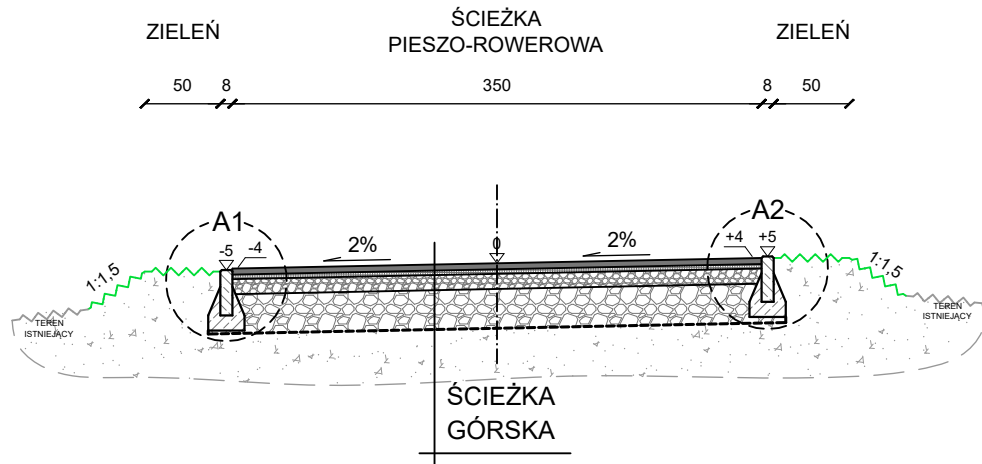 ZIELEŃ
ŚCIEŻKA
PIESZO-ROWEROWA
ZIELEŃ
50 8 350 8 50
A1
A2
-5 -4
2%
0
2%
+4 +5
1:1,5
1:1,5
TEREN
ISTNIEJĄCY
TEREN
ISTNIEJĄCY
ŚCIEŻKA
GÓRSKA